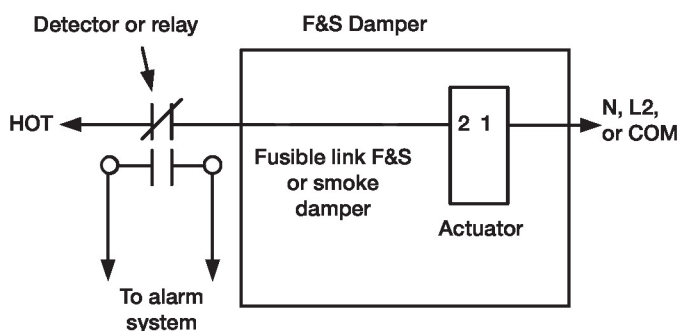 Detector or relay
F&S Damper
HOT
2 1
N, L2,
or COM
Fusible link F&S
or smoke
damper
Actuator
To alarm
system